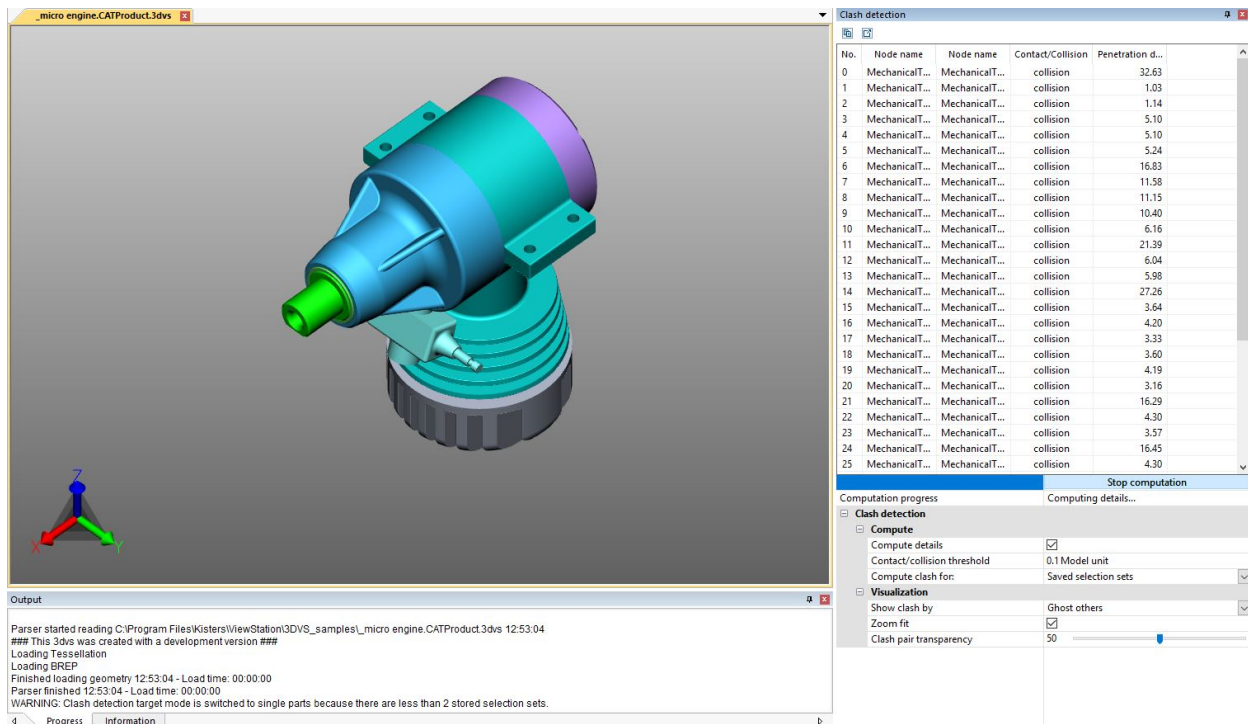 _micro engine.CATProduct.3dvs
Z
X
Y
Output
Parser started reading C:\Program Files\Kisters\ViewStation\3DVS_samples\_micro engine.CATProduct.3dvs 12:53:04
### This 3dvs was created with a development version ###
Loading Tessellation
Loading BREP
Finished loading geometry 12:53:04 - Load time: 00:00:00
Parser finished 12:53:04 - Load time: 00:00:00
WARNING: Clash detection target mode is switched to single parts because there are less than 2 stored selection sets.
Progress Information
Clash detection
No. Node name Node name Contact/Collision Penetration d...
0 MechanicalT... MechanicalT... collision 32.63
1 MechanicalT... MechanicalT... collision 1.03
2 MechanicalT... MechanicalT... collision 1.14
3 MechanicalT... MechanicalT... collision 5.10
4 MechanicalT... MechanicalT... collision 5.10
5 MechanicalT... MechanicalT... collision 5.24
6 MechanicalT... MechanicalT... collision 16.83
7 MechanicalT... MechanicalT... collision 11.58
8 MechanicalT... MechanicalT... collision 11.15
9 MechanicalT... MechanicalT... collision 10.40
10 MechanicalT... MechanicalT... collision 6.16
11 MechanicalT... MechanicalT... collision 21.39
12 MechanicalT... MechanicalT... collision 6.04
13 MechanicalT... MechanicalT... collision 5.98
14 MechanicalT... MechanicalT... collision 27.26
15 MechanicalT... MechanicalT... collision 3.64
16 MechanicalT... MechanicalT... collision 4.20
17 MechanicalT... MechanicalT... collision 3.33
18 MechanicalT... MechanicalT... collision 3.60
19 MechanicalT... MechanicalT... collision 4.19
20 MechanicalT... MechanicalT... collision 3.16
21 MechanicalT... MechanicalT... collision 16.29
22 MechanicalT... MechanicalT... collision 4.30
23 MechanicalT... MechanicalT... collision 3.57
24 MechanicalT... MechanicalT... collision 16.45
25 MechanicalT... MechanicalT... collision 4.30
Stop computation
Computation progress Computing details...
Clash detection
Compute
Compute details
Contact/collision threshold 0.1 Model unit
Compute clash for: Saved selection sets
Visualization
Show clash by Ghost others
Zoom fit
Clash pair transparency 50